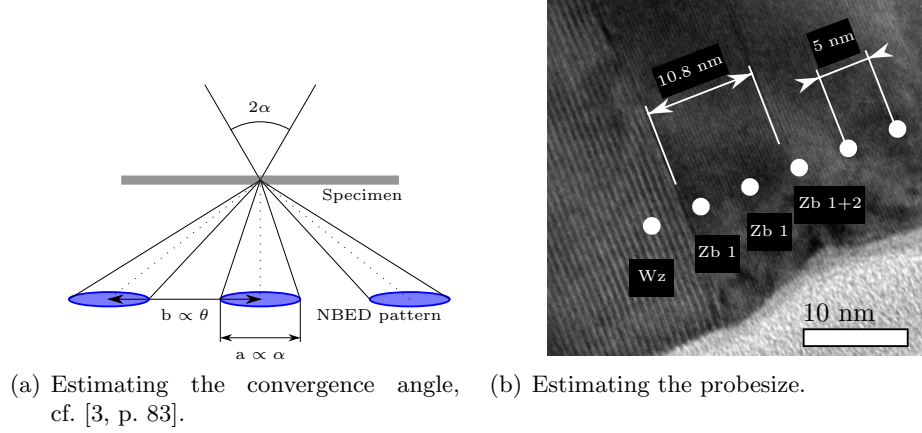 2α
Specimen
NBED pattern
b ∝ θ
a ∝ α
(a) Estimating the convergence angle,
cf. [3, p. 83].
10.8 nm
5 nm
Zb 1+2
Zb 1
Zb 1
Wz
10 nm
(b) Estimating the probesize.